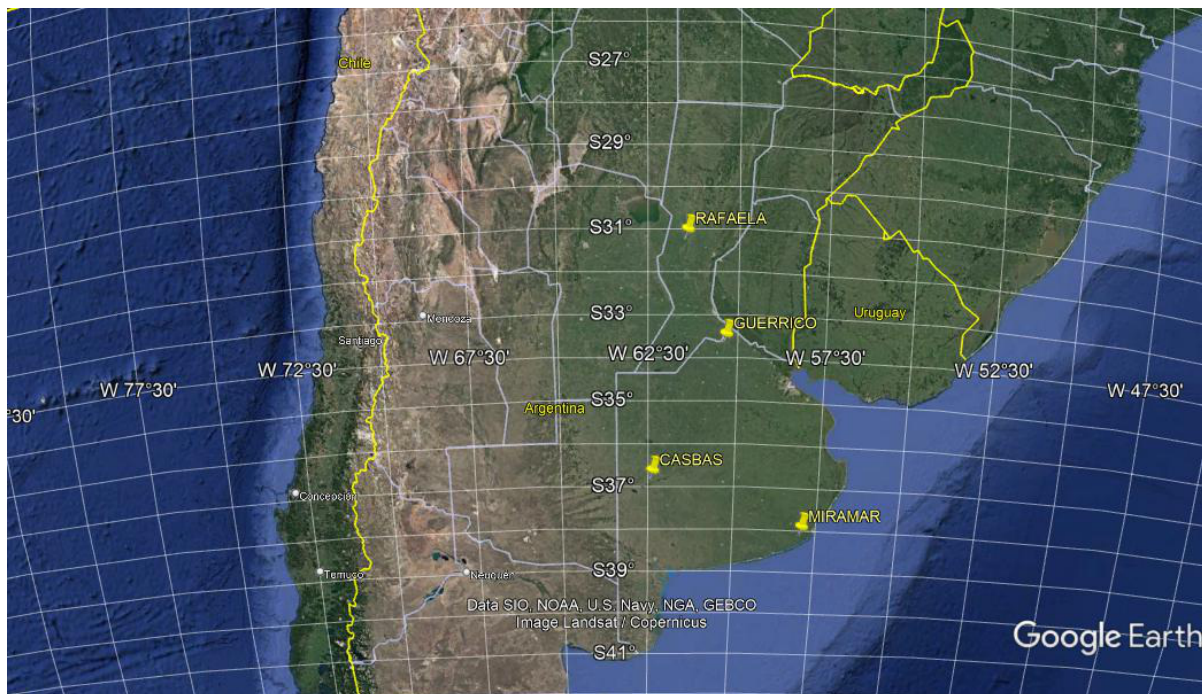 Chile
S27°
S29°
RAFAELA
S31°
Mendoza
S33°
GUERRICO
Uruguay
Santiago
W 77°30'
W 72°30'
W 67°30'
W 62°30'
W 57°30'
W 52°30'
W 47°30'
°30'
S35°
Argentina
CASBAS
S37°
Concepción
MIRAMAR
S39°
Temuco
Neuquén
Data SIO, NOAA, U.S. Navy, NGA, GEBCO
Image Landsat / Copernicus
Google Earth
S41°